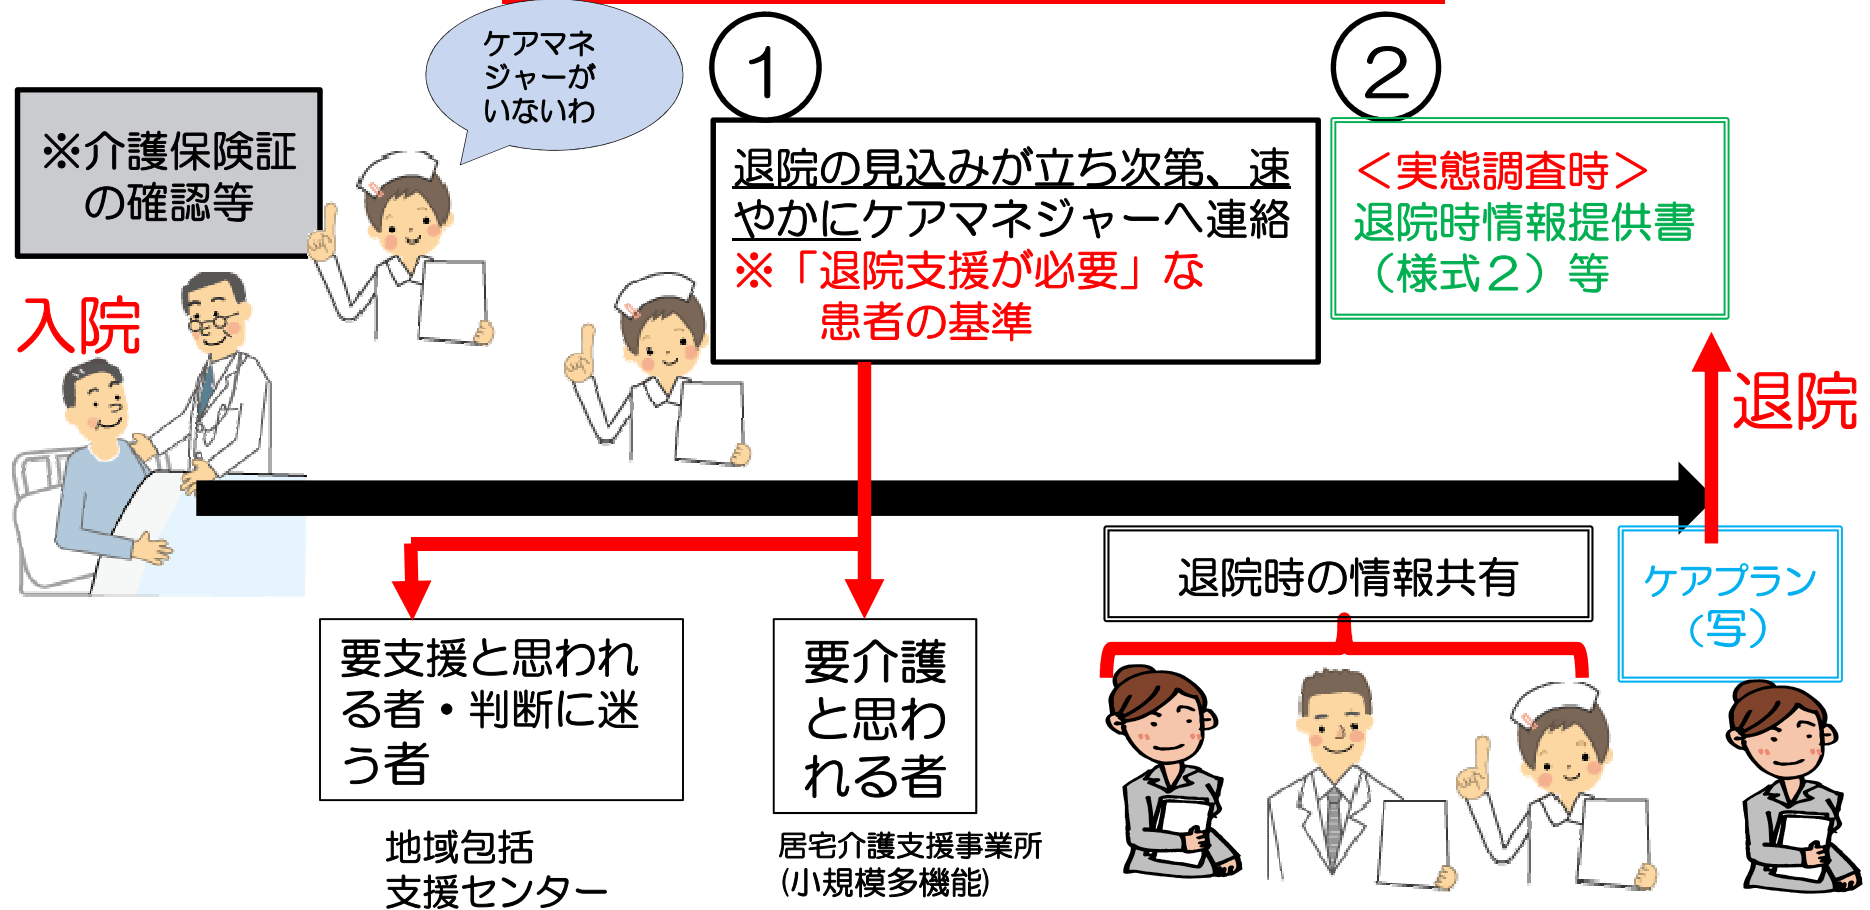 ケアマネ
ジャーが
いないわ
※介護保険証
の確認等
入院
1
退院の見込みが立ち次第、速
やかにケアマネジャーへ連絡
※「退院支援が必要」な
患者の基準
2
＜実態調査時＞
退院時情報提供書
（様式２）等
退院
要支援と思われ
る者・判断に迷
う者
地域包括
支援センター
要介護
と思わ
れる者
居宅介護支援事業所
(小規模多機能)
退院時の情報共有
ケアプラン
（写）